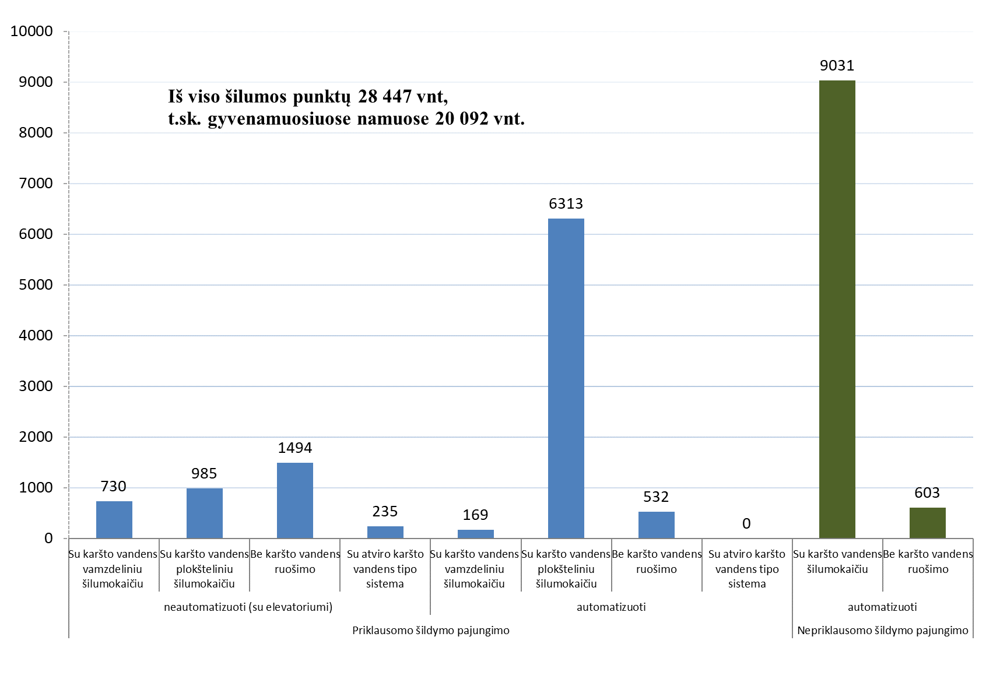 10000
9000
8000
7000
6000
5000
4000
3000
2000
1000
0
Iš viso šilumos punktų 28 447 vnt,
t.sk. gyvenamuosiuose namuose 20 092 vnt.
730
985
1494
235
169
6313
532
0
9031
603
Su karšto vandens
vamzdeliniu
šilumokaičiu
Su karšto vandens
plokšteliniu
šilumokaičiu
Be karšto vandens
ruošimo
Su atviro karšto
vandens tipo
sistema
Su karšto vandens
vamzdeliniu
šilumokaičiu
Su karšto vandens
plokšteliniu
šilumokaičiu
Be karšto vandens
ruošimo
Su atviro karšto
vandens tipo
sistema
Su karšto vandens
šilumokaičiu
Be karšto vandens
ruošimo
neautomatizuoti (su elevatoriumi)
automatizuoti
automatizuoti
Priklausomo šildymo pajungimo
Nepriklausomo šildymo pajungimo